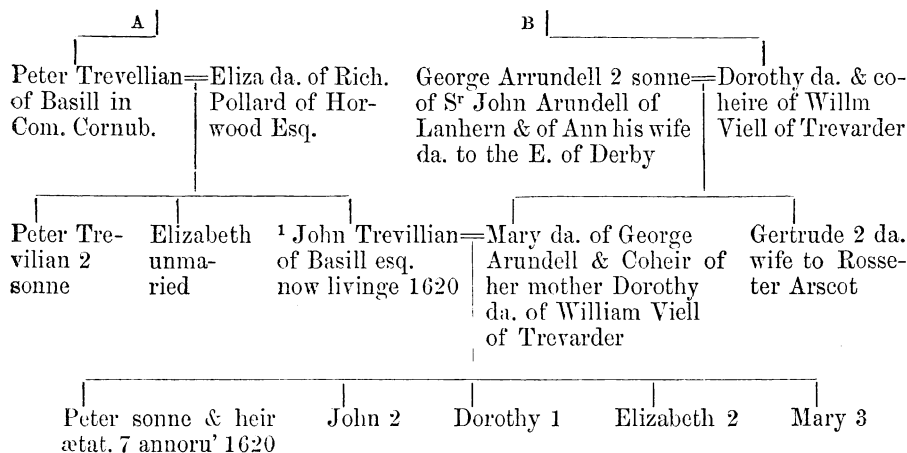 A
B
Peter Trevellian=Eliza da. of Rich.
of Basill in
Com. Cornub.
Pollard of Hor-
wood Esq.
George Arrundell 2 sonne=Dorothy da. & co-
of Sʳ John Arundell of
Lanhern & of Ann his wife
da. to the E. of Derby
heire of Willm
Viell of Trevarder
Peter Tre-
vilian 2
sonne
Elizabeth
unma-
ried
¹ John Trevillian=Mary da. of George
of Basill esq.
now livinge 1620
Arundell & Coheir of
her mother Dorothy
da. of William Viell
of Trevarder
Gertrude 2 da.
wife to Rosse-
ter Arscot
Peter sonne & heir
ætat. 7 annoru' 1620
John 2
Dorothy 1
Elizabeth 2
Mary 3